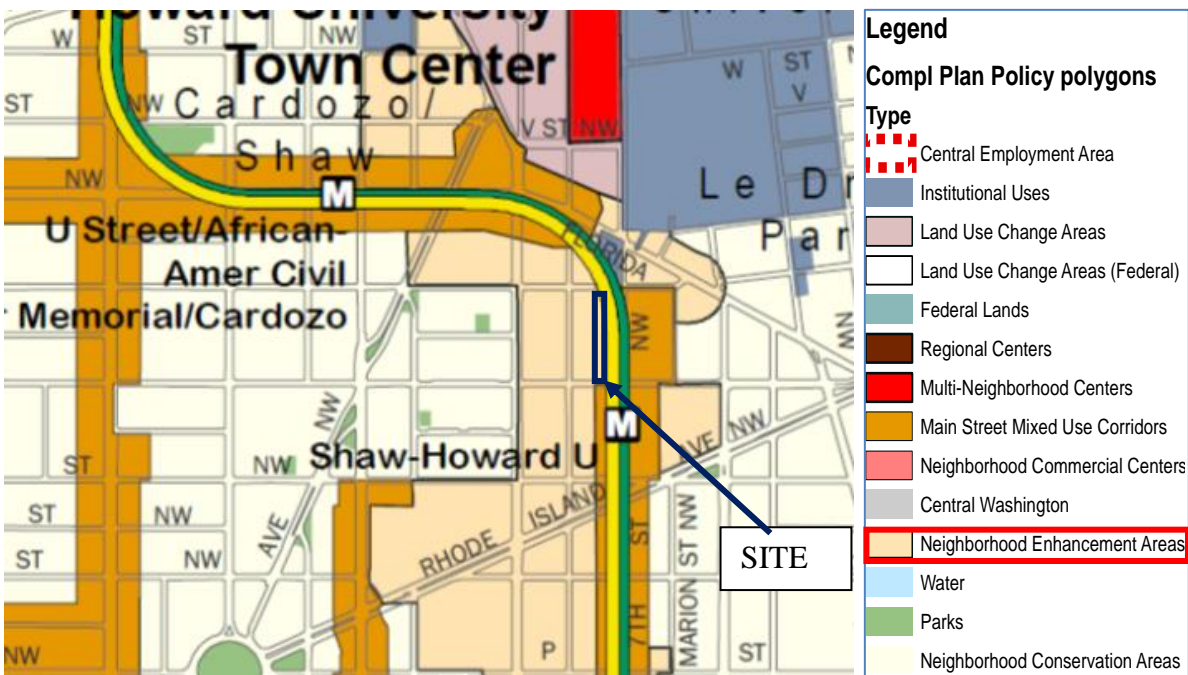 Howard University
Town Center
W
ST
NW
ST
NW
Cardozo/
Shaw
V ST NW
W
ST
V
NW
M
Le Dr
Par
U Street/African-
Amer Civil
r Memorial/Cardozo
FLORIDA
NW
NW
NW
M
Shaw-Howard U
AVE NW
ST
NW
ST
NW
ST
NW
AVE
RHODE ISLAND
ST
7TH
MARION ST NW
SITE
P
ST
NW
Legend
Compl Plan Policy polygons
Type
Central Employment Area
Institutional Uses
Land Use Change Areas
Land Use Change Areas (Federal)
Federal Lands
Regional Centers
Multi-Neighborhood Centers
Main Street Mixed Use Corridors
Neighborhood Commercial Centers
Central Washington
Neighborhood Enhancement Areas
Water
Parks
Neighborhood Conservation Areas